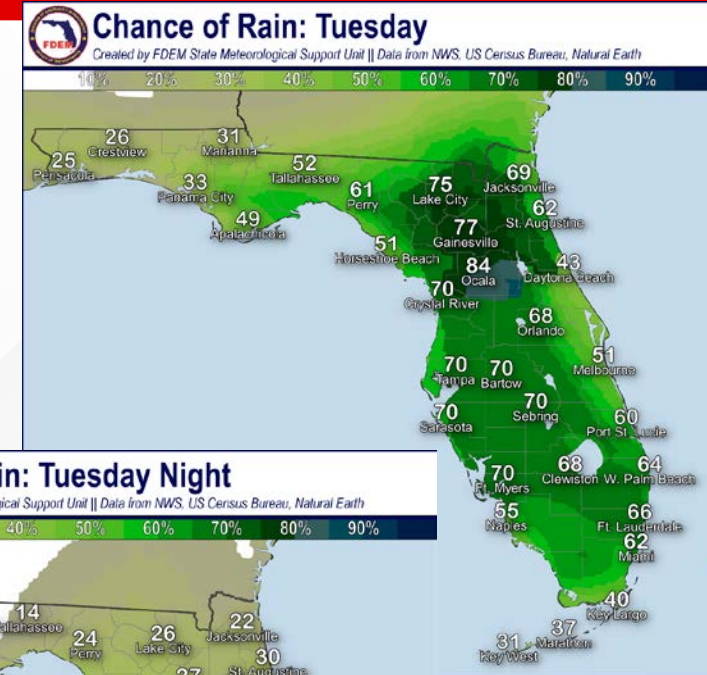 FDEM
Chance of Rain: Tuesday
Created by FDEM State Meteorological Support Unit || Data from NWS, US Census Bureau, Natural Earth
10% 20% 30% 40% 50% 60% 70% 80% 90%
26
Crestview
31
Marianna
25
Pensacola
52
Tallahassee
33
Panama City
61
Perry
75
Lake City
69
Jacksonville
49
Apalachicola
62
St. Augustine
77
Gainesville
51
Horseshoe Beach
84
Ocala
43
Daytona Beach
70
Crystal River
68
Orlando
51
Melbourne
70
Tampa
70
Bartow
70
Sebring
70
Sarasota
60
Port St. Lucie
70
Ft. Myers
68
Clewiston
64
W. Palm Beach
55
Naples
66
Ft. Lauderdale
62
Miami
40
Key Largo
37
Marathon
31
Key West
in: Tuesday Night
gical Support Unit || Data from NWS, US Census Bureau, Natural Earth
40% 50% 60% 70% 80% 90%
14
allahassee
24
Perry
26
Lake City
22
Jacksonville
30
St. Augustine